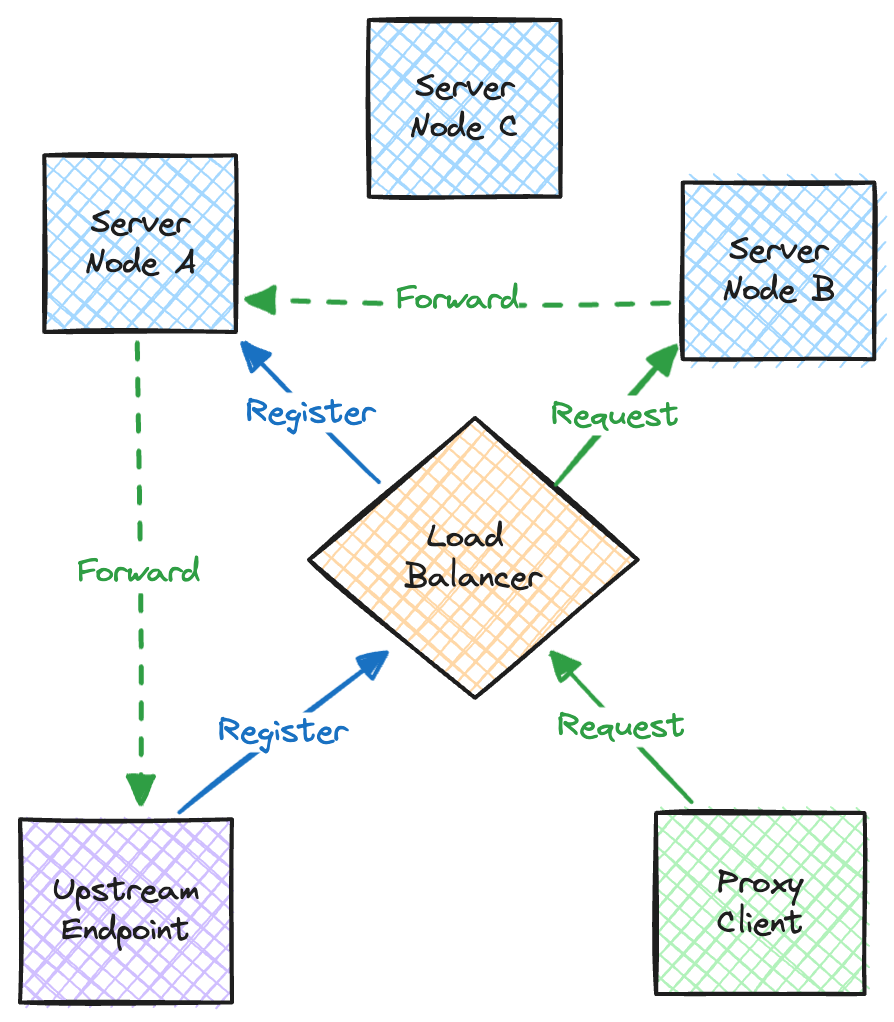 Server
Node C
Server
Node A
Server
Node B
Forward
Register
Request
Load
Balancer
Forward
Register
Request
Upstream
Endpoint
Proxy
Client